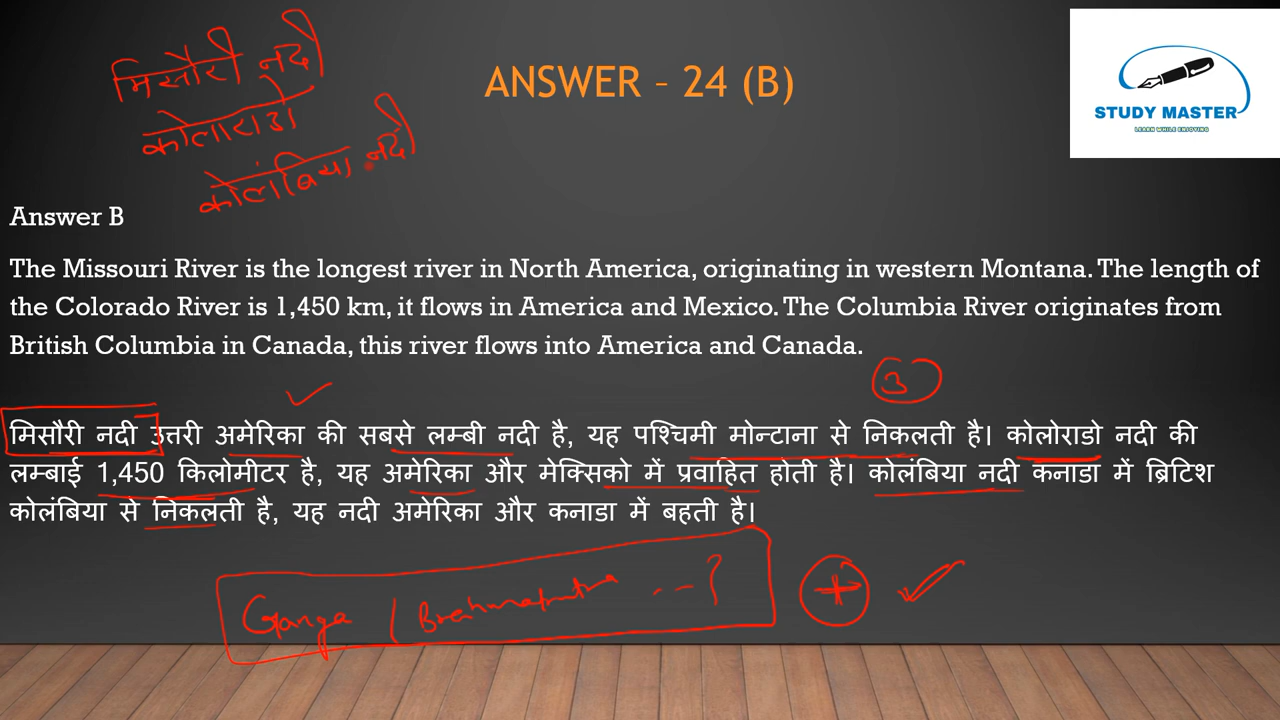 मिसौरी नदी
कोलाराडो
कोलंबिया नदी
ANSWER – 24 (B)
STUDY MASTER
LEARN WHILE ENJOYING
Answer B
The Missouri River is the longest river in North America, originating in western Montana. The length of
the Colorado River is 1,450 km, it flows in America and Mexico. The Columbia River originates from
British Columbia in Canada, this river flows into America and Canada.
3
मिसौरी नदी उत्तरी अमेरिका की सबसे लम्बी नदी है, यह पश्चिमी मोन्टाना से निकलती है। कोलोराडो नदी की
लम्बाई 1,450 किलोमीटर है, यह अमेरिका और मेक्सिको में प्रवाहित होती है। कोलंबिया नदी कनाडा में ब्रिटिश
कोलंबिया से निकलती है, यह नदी अमेरिका और कनाडा में बहती है।
Ganga / Brahmaputra --- ? +